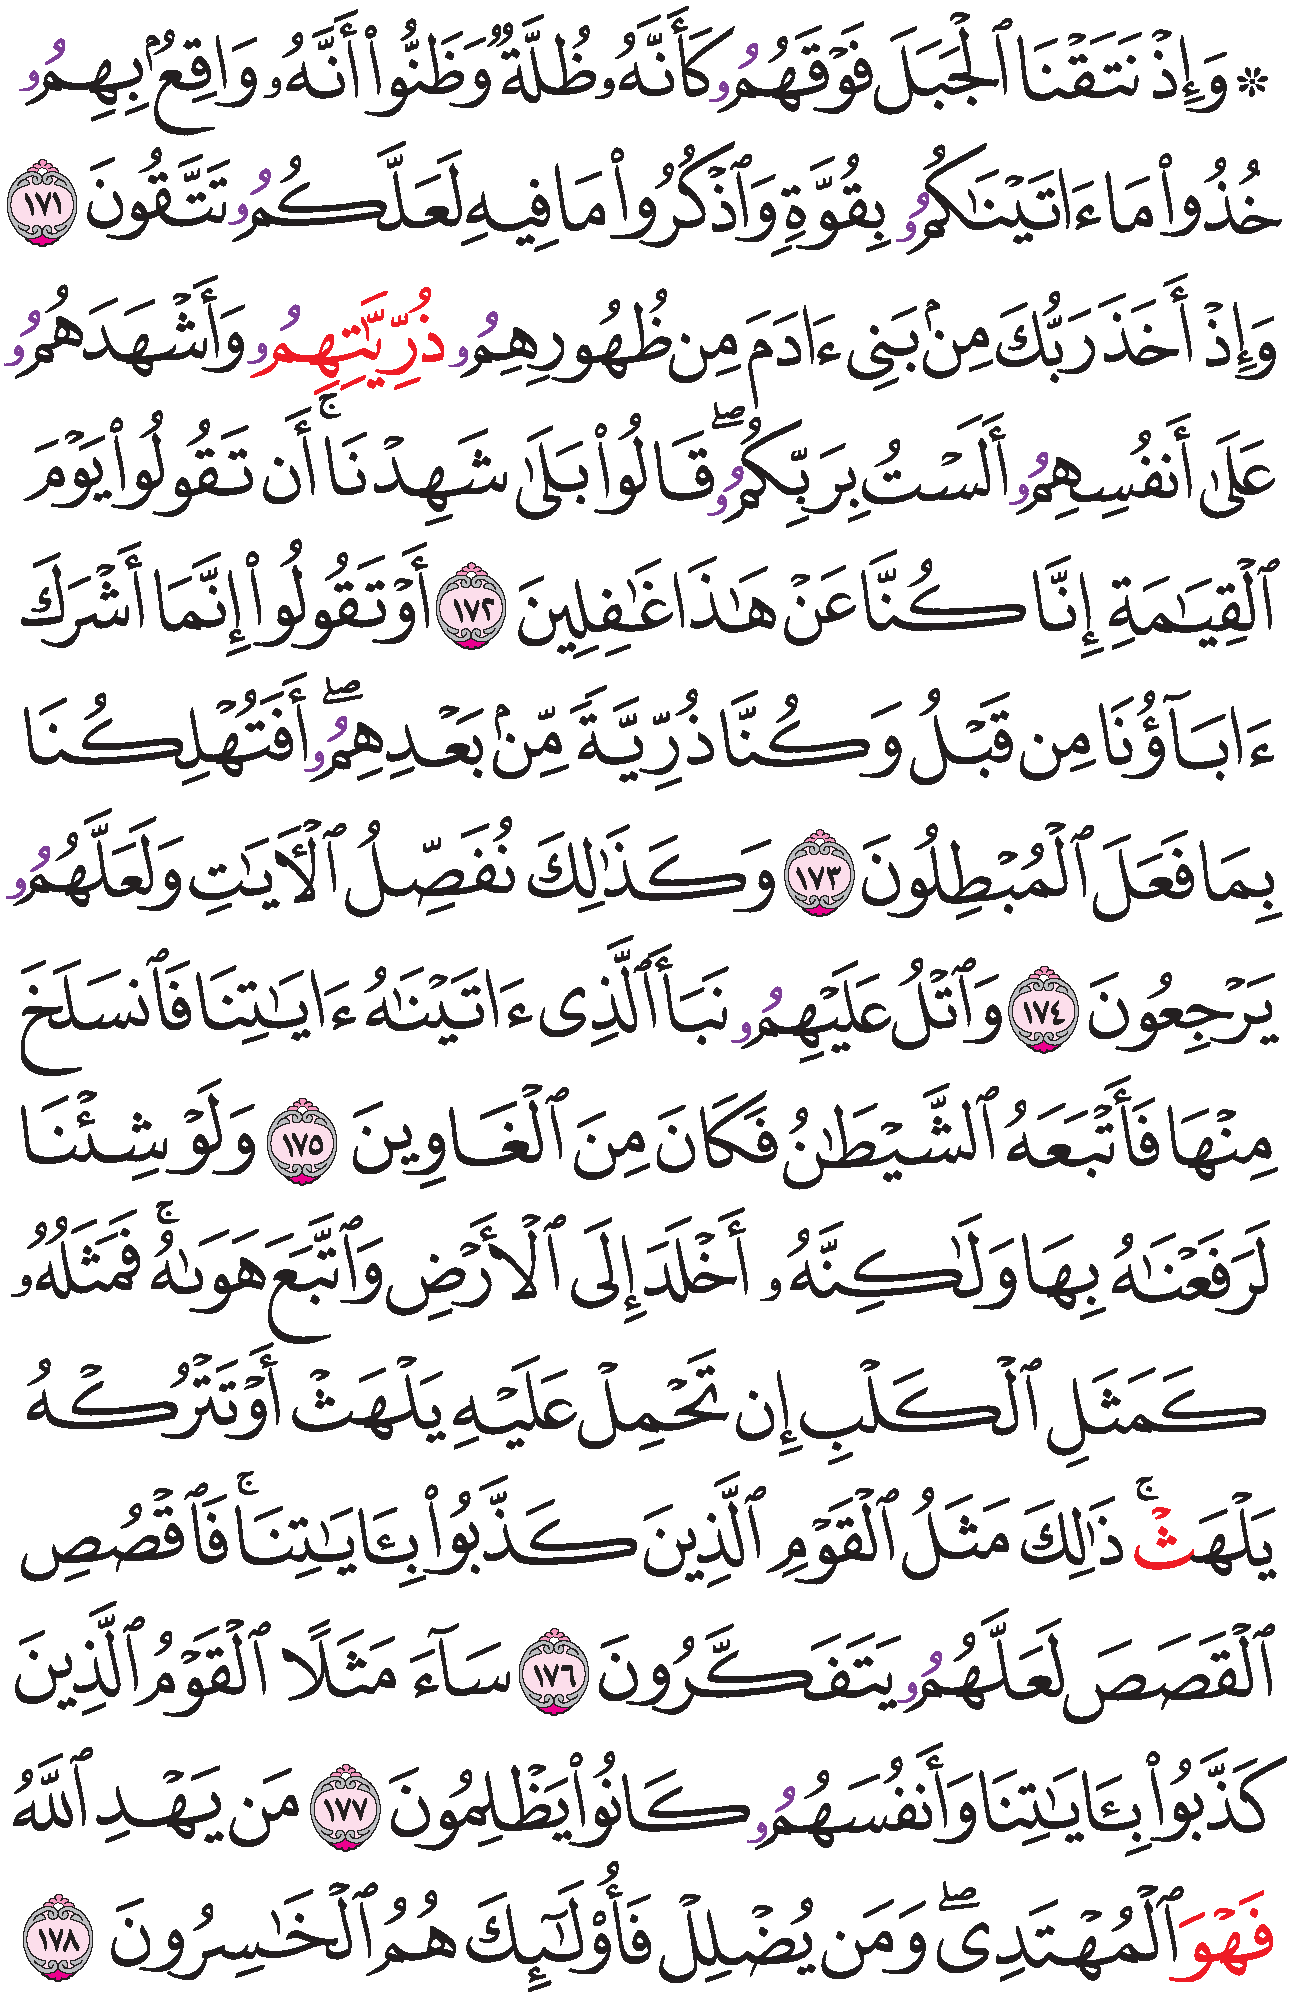 ۞ وَإِذْ نَتَقْنَا ٱلْجَبَلَ فَوْقَهُمُۥ كَأَنَّهُۥ ظُلَّةٌ وَظَنُّوا۟ أَنَّهُۥ وَاقِعُۢ بِهِمُۥ
خُذُوا۟ مَا ءَاتَيْنَٰكُمُۥ بِقُوَّةٍ وَٱذْكُرُوا۟ مَا فِيهِ لَعَلَّكُمُۥ تَتَّقُونَ ١٧١
وَإِذْ أَخَذَ رَبُّكَ مِنۢ بَنِى ءَادَمَ مِن ظُهُورِهِمُۥ ذُرِّيَّٰتِهِمُۥ وَأَشْهَدَهُمُۥ
عَلَىٰ أَنفُسِهِمُۥ أَلَسْتُ بِرَبِّكُمُۥۖ قَالُوا۟ بَلَىٰ شَهِدْنَاۚ أَن تَقُولُوا۟ يَوْمَ
ٱلْقِيَٰمَةِ إِنَّا كُنَّا عَنْ هَٰذَا غَٰفِلِينَ ١٧٢ أَوْ تَقُولُوا۟ إِنَّمَا أَشْرَكَ
ءَابَآؤُنَا مِن قَبْلُ وَكُنَّا ذُرِّيَّةً مِّنۢ بَعْدِهِمُۥۖ أَفَتُهْلِكُنَا
بِمَا فَعَلَ ٱلْمُبْطِلُونَ ١٧٣ وَكَذَٰلِكَ نُفَصِّلُ ٱلْأَيَٰتِ وَلَعَلَّهُمُۥ
يَرْجِعُونَ ١٧٤ وَٱتْلُ عَلَيْهِمُۥ نَبَأَ ٱلَّذِى ءَاتَيْنَٰهُ ءَايَٰتِنَا فَٱنسَلَخَ
مِنْهَا فَأَتْبَعَهُ ٱلشَّيْطَٰنُ فَكَانَ مِنَ ٱلْغَاوِينَ ١٧٥ وَلَوْ شِئْنَا
لَرَفَعْنَٰهُ بِهَا وَلَٰكِنَّهُۥ أَخْلَدَ إِلَى ٱلْأَرْضِ وَٱتَّبَعَ هَوَىٰهُۚ فَمَثَلُهُۥ
كَمَثَلِ ٱلْكَلْبِ إِن تَحْمِلْ عَلَيْهِ يَلْهَثْ أَوْ تَتْرُكْهُ
يَلْهَثْۚ ذَٰلِكَ مَثَلُ ٱلْقَوْمِ ٱلَّذِينَ كَذَّبُوا۟ بِـَٔايَٰتِنَاۚ فَٱقْصُصِ
ٱلْقَصَصَ لَعَلَّهُمُۥ يَتَفَكَّرُونَ ١٧٦ سَآءَ مَثَلًا ٱلْقَوْمُ ٱلَّذِينَ
كَذَّبُوا۟ بِـَٔايَٰتِنَا وَأَنفُسَهُمُۥ كَانُوا۟ يَظْلِمُونَ ١٧٧ مَن يَهْدِ ٱللَّهُ
فَهْوَ ٱلْمُهْتَدِىۖ وَمَن يُضْلِلْ فَأُو۟لَٰٓئِكَ هُمُ ٱلْخَٰسِرُونَ ١٧٨